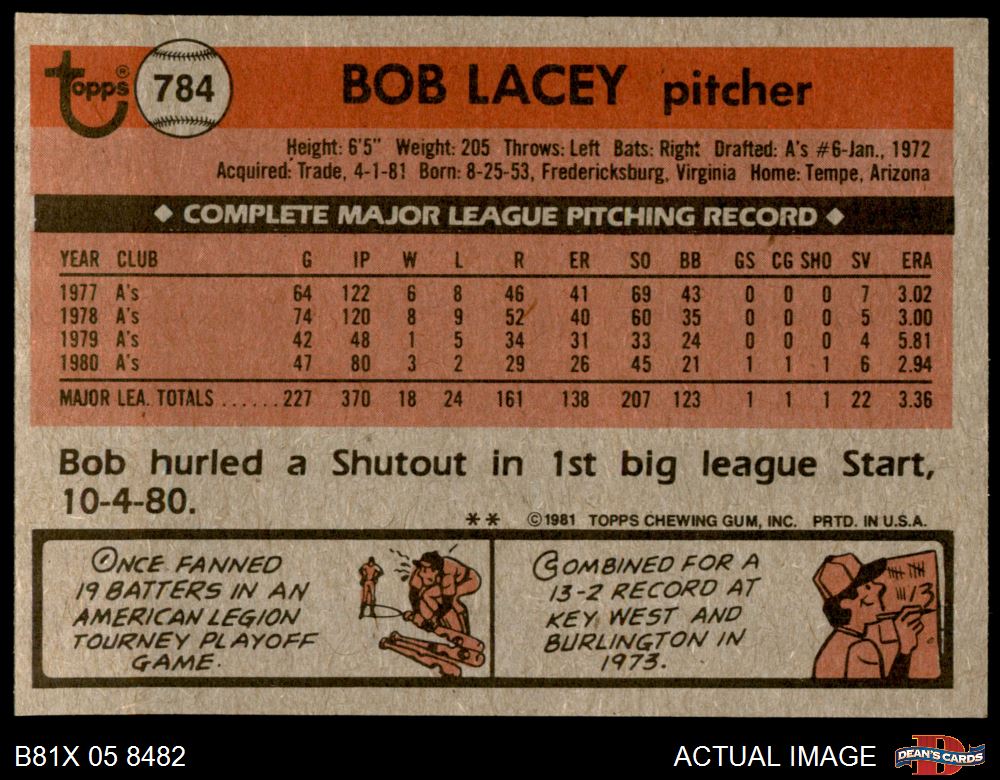 Topps® 784 BOB LACEY pitcher
Height: 6'5" Weight: 205 Throws: Left Bats: Right Drafted: A's #6-Jan., 1972
Acquired: Trade, 4-1-81 Born: 8-25-53, Fredericksburg, Virginia Home: Tempe, Arizona
◆ COMPLETE MAJOR LEAGUE PITCHING RECORD ◆
YEAR CLUB G IP W L R ER SO BB GS CG SHO SV ERA
1977 A's 64 122 6 8 46 41 69 43 0 0 0 7 3.02
1978 A's 74 120 8 9 52 40 60 35 0 0 0 5 3.00
1979 A's 42 48 1 5 34 31 33 24 0 0 0 4 5.81
1980 A's 47 80 3 2 29 26 45 21 1 1 1 6 2.94
MAJOR LEA. TOTALS ......227 370 18 24 161 138 207 123 1 1 1 22 3.36
Bob hurled a Shutout in 1st big league Start,
10-4-80.
** ©1981 TOPPS CHEWING GUM, INC. PRTD. IN U.S.A.
ONCE FANNED
19 BATTERS IN AN
AMERICAN LEGION
TOURNEY PLAYOFF
GAME.
COMBINED FOR A
13-2 RECORD AT
KEY WEST AND
BURLINGTON IN
1973.
13
B81X 05 8482 ACTUAL IMAGE DEAN'S CARDS